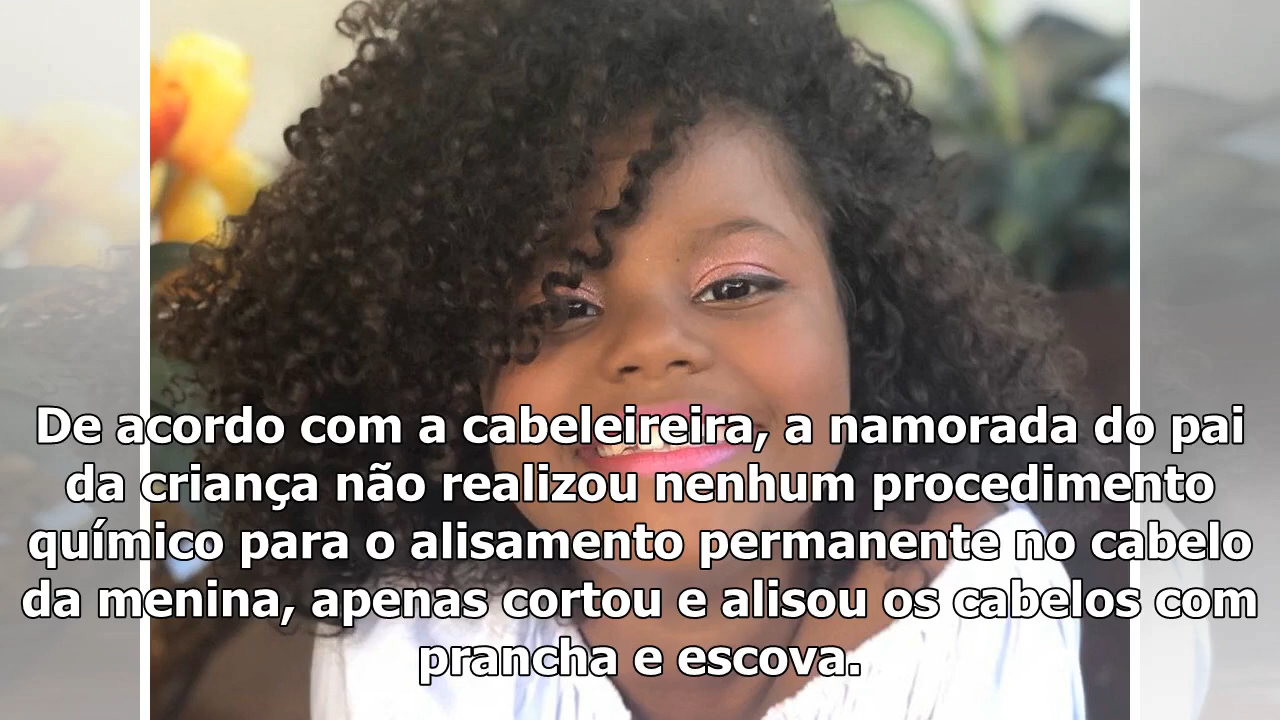 De acordo com a cabeleireira, a namorada do pai
da criança não realizou nenhum procedimento
químico para o alisamento permanente no cabelo
da menina, apenas cortou e alisou os cabelos com
prancha e escova.